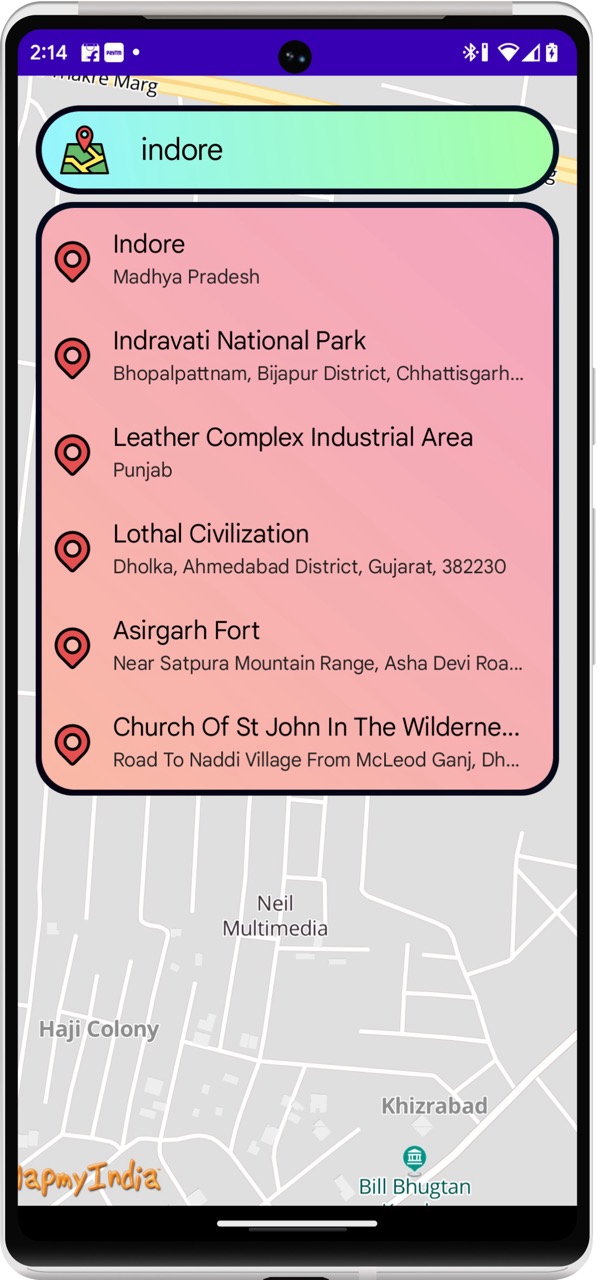 2:14
Marg
indore
Indore
Madhya Pradesh
Indravati National Park
Bhopalpattnam, Bijapur District, Chhattisgarh...
Leather Complex Industrial Area
Punjab
Lothal Civilization
Dholka, Ahmedabad District, Gujarat, 382230
Asirgarh Fort
Near Satpura Mountain Range, Asha Devi Roa...
Church Of St John In The Wilderne...
Road To Naddi Village From McLeod Ganj, Dh...
Neil
Multimedia
Haji Colony
Khizrabad
apmyIndia
Bill Bhugtan